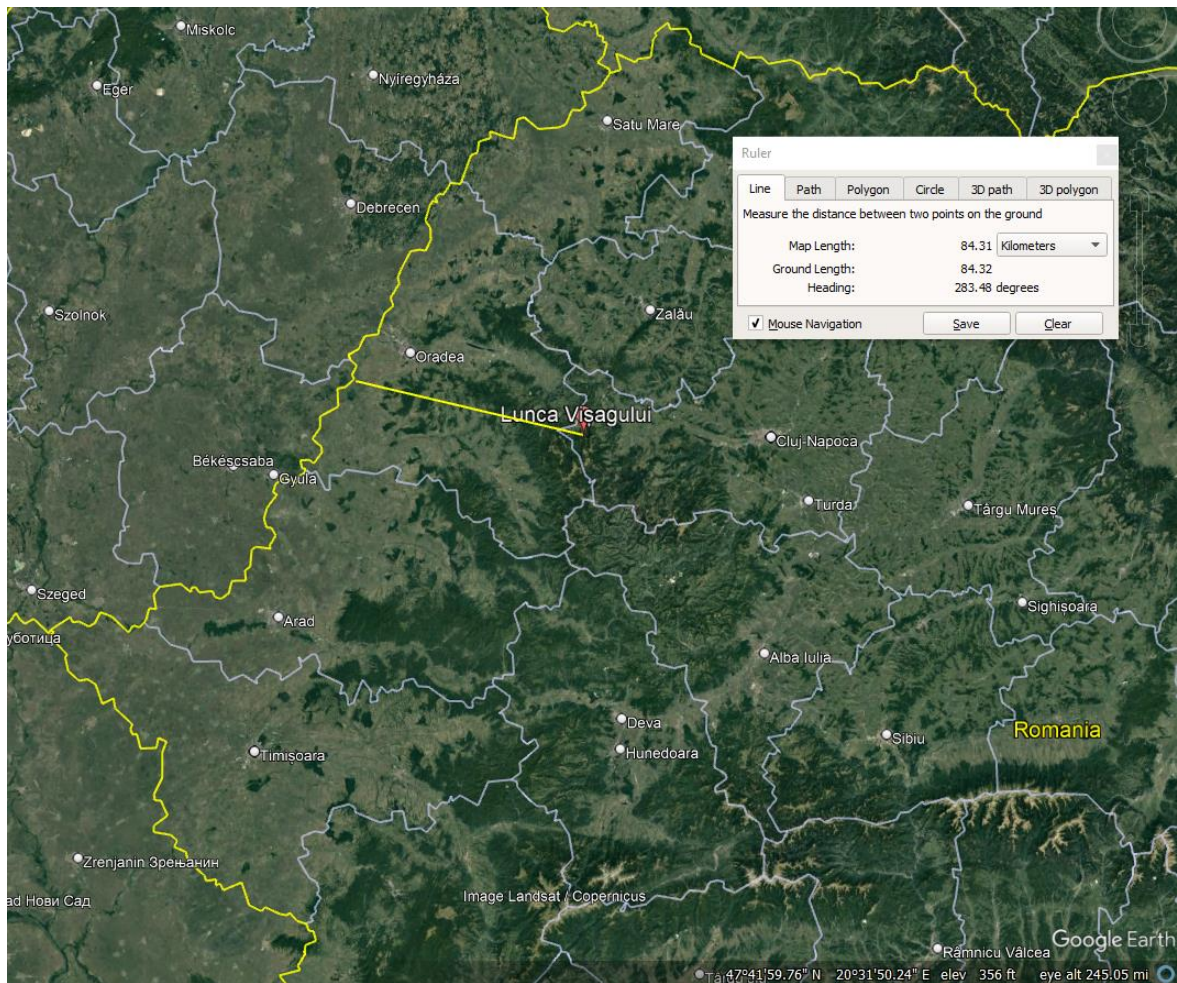 Miskolc
Eger
Nyíregyháza
Satu Mare
Ruler
Line Path Polygon Circle 3D path 3D polygon
Measure the distance between two points on the ground
Map Length: 84.31 Kilometers
Ground Length: 84.32
Heading: 283.48 degrees
Mouse Navigation Save Clear
Debrecen
Szolnok
Zalău
Oradea
Lunca Vișagului
Cluj-Napoca
Békéscsaba
Gyula
Turda
Târgu Mureș
Szeged
Sighișoara
Arad
уботица
Alba Iulia
Deva
Romania
Sibiu
Hunedoara
Timișoara
Zrenjanin Зрењанин
ad Нови Сад
Image Landsat / Copernicus
Google Earth
Râmnicu Vâlcea
47°41'59.76" N 20°31'50.24" E elev 356 ft eye alt 245.05 mi